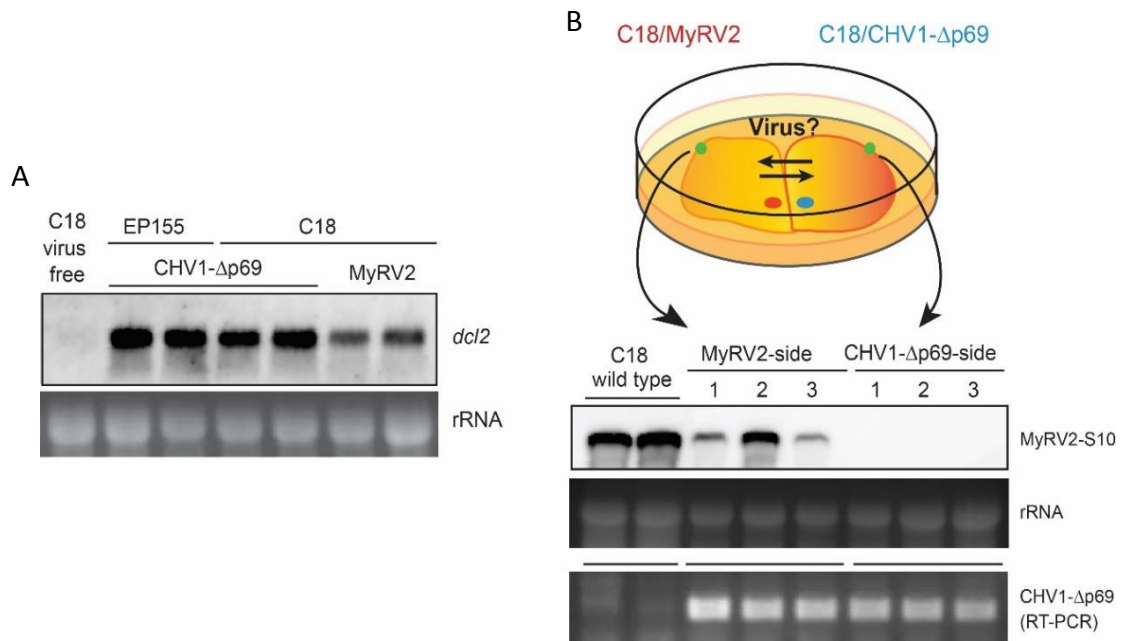 A
C18
virus
free
EP155
C18
CHV1-Δp69
MyRV2
dcl2
rRNA
B
C18/MyRV2
C18/CHV1-Δp69
Virus?
C18
wild type
MyRV2-side
CHV1-Δp69-side
1 2 3 1 2 3
MyRV2-S10
rRNA
CHV1-Δp69
(RT-PCR)